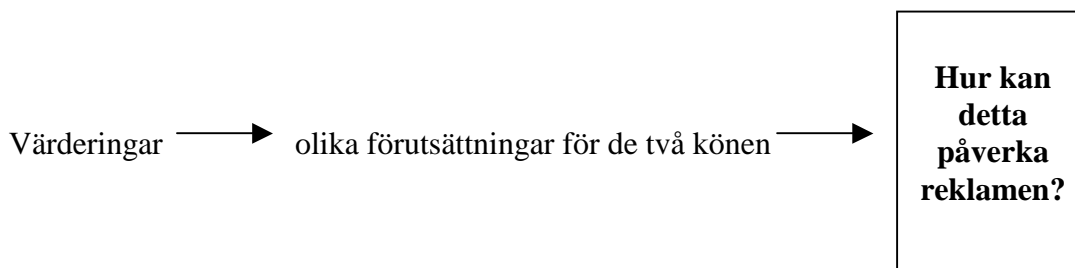 Värderingar
olika förutsättningar för de två könen
Hur kan
detta
påverka
reklamen?